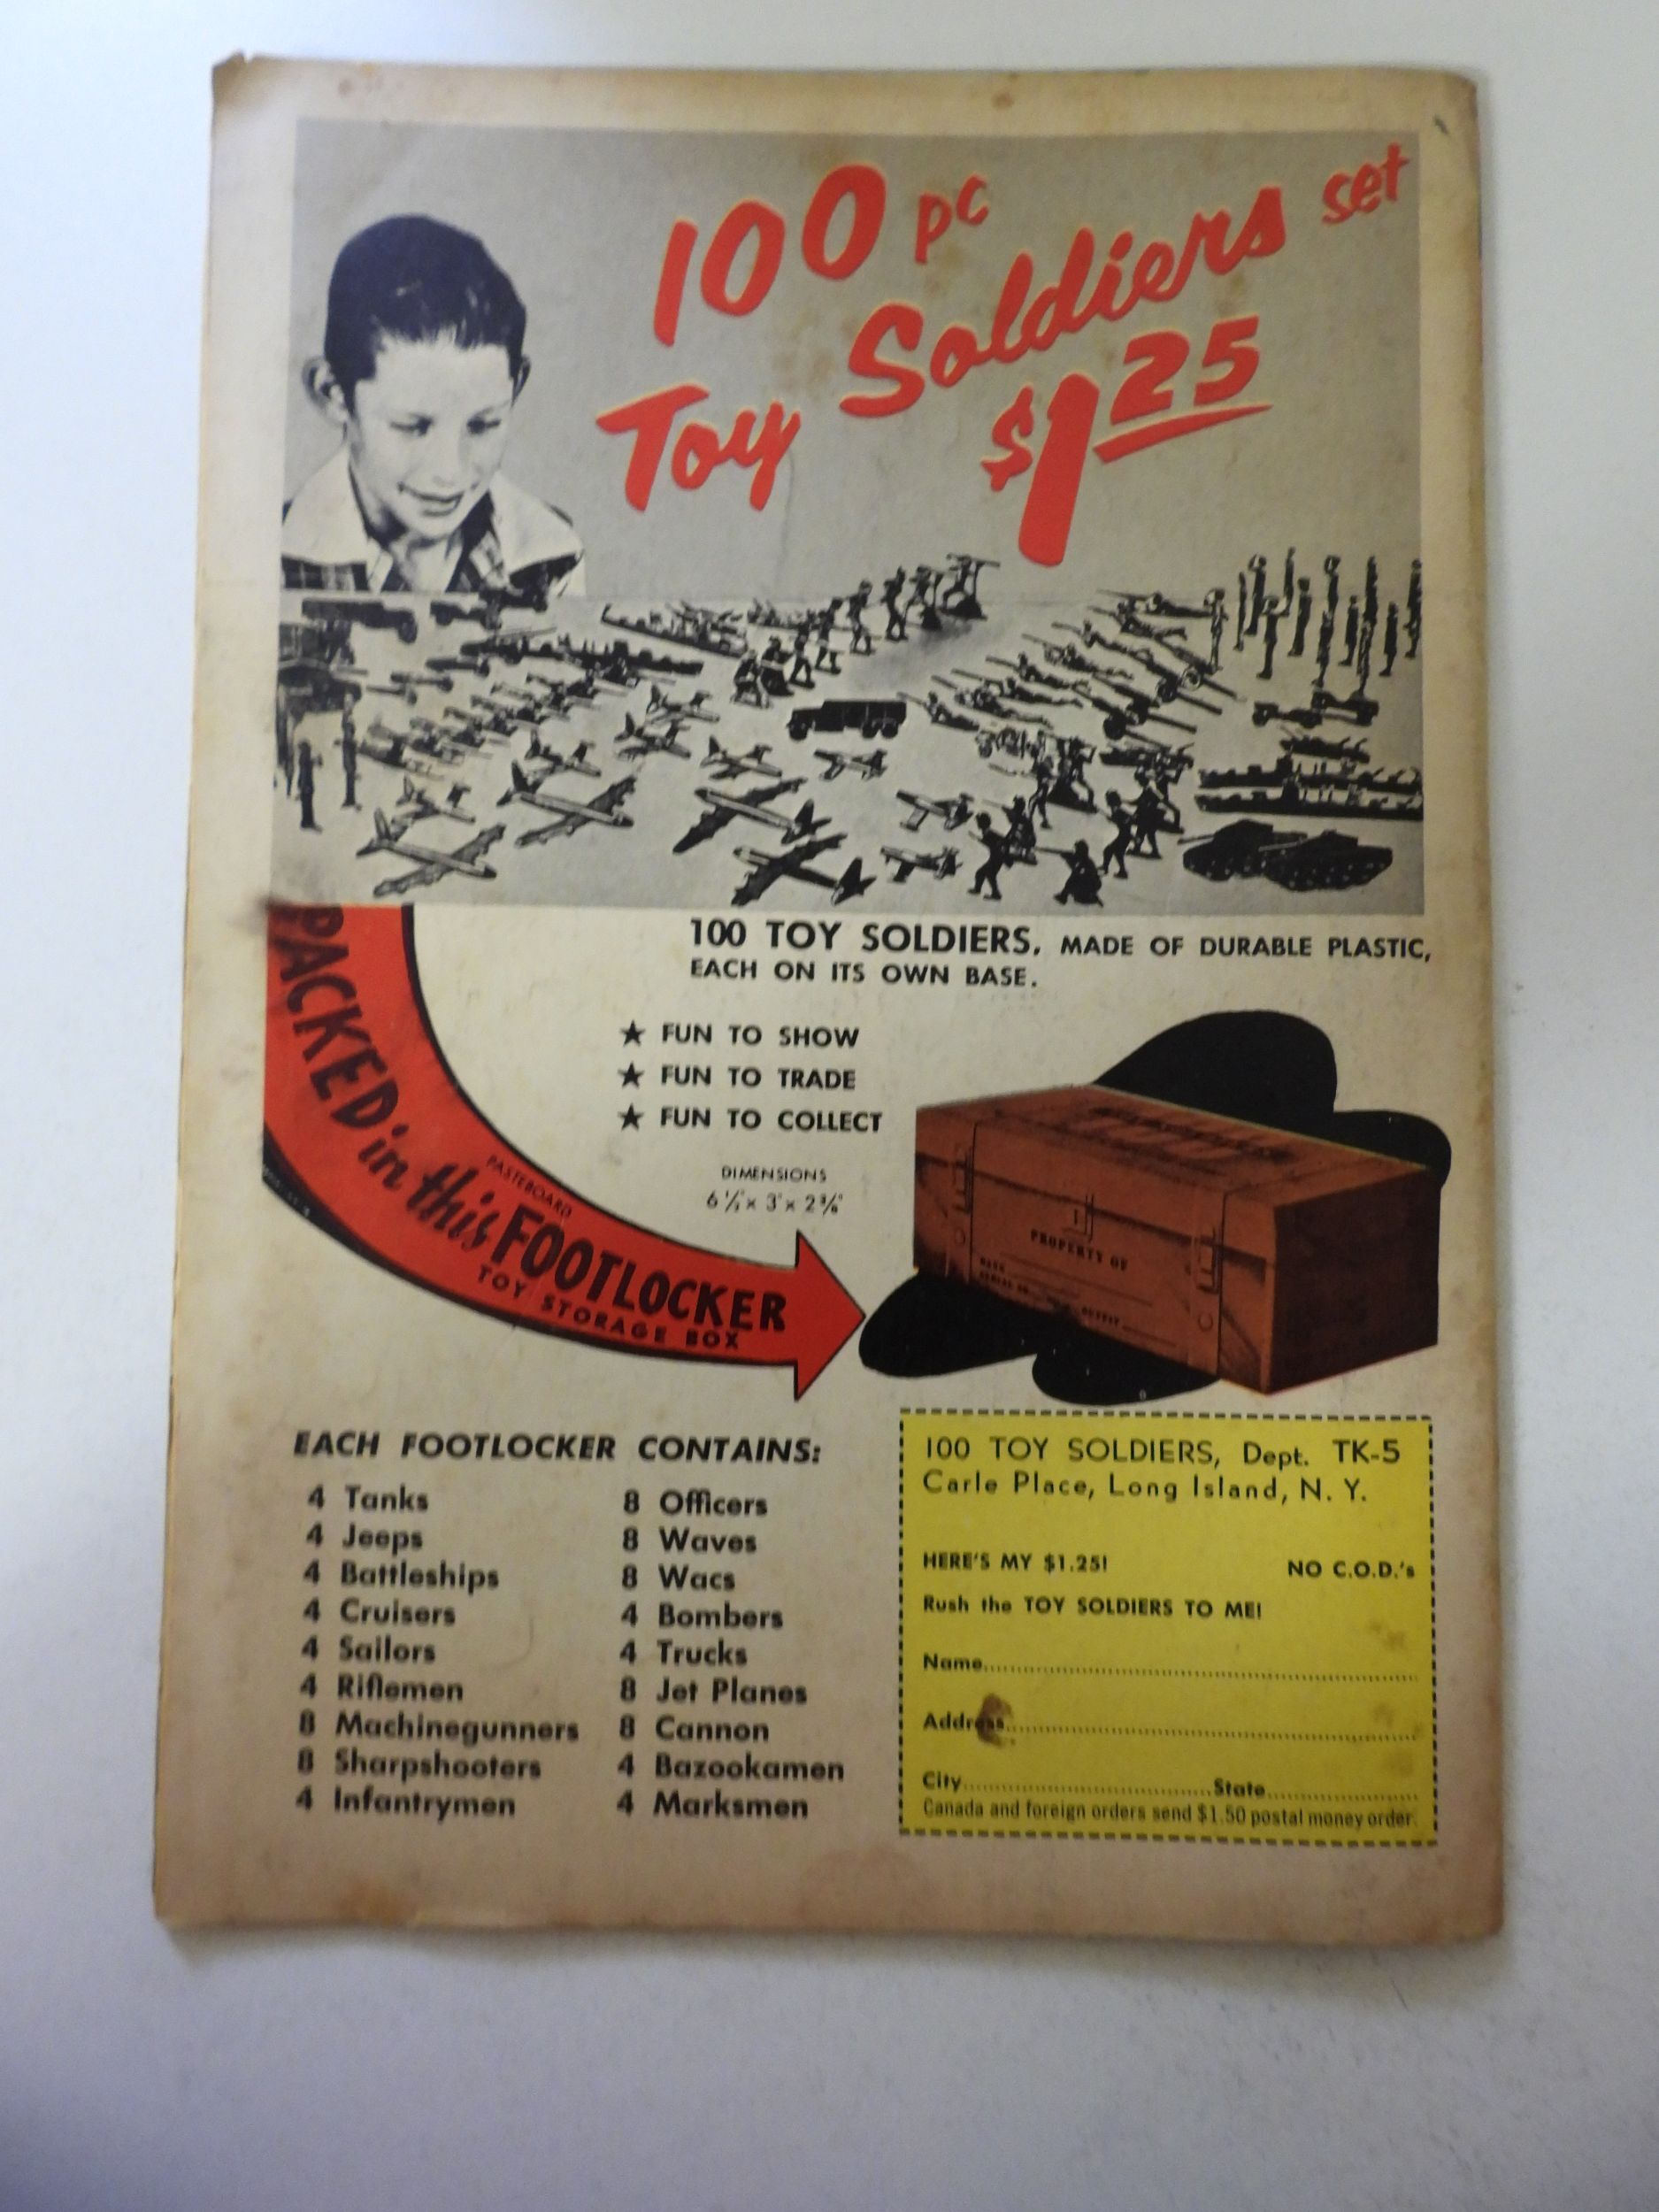 100 pc
Toy Soldiers set
$1.25
100 TOY SOLDIERS, MADE OF DURABLE PLASTIC,
EACH ON ITS OWN BASE.
★ FUN TO SHOW
★ FUN TO TRADE
★ FUN TO COLLECT
DIMENSIONS
PACKED in this
PASTEBOARD
FOOTLOCKER
TOY STORAGE BOX
PROPERTY OF
EACH FOOTLOCKER CONTAINS:
4 Tanks
4 Jeeps
4 Battleships
4 Cruisers
4 Sailors
4 Riflemen
8 Machinegunners
8 Sharpshooters
4 Infantrymen
8 Officers
8 Waves
8 Wacs
4 Bombers
4 Trucks
8 Jet Planes
8 Cannon
4 Bazookamen
4 Marksmen
100 TOY SOLDIERS, Dept. TK-5
Carle Place, Long Island, N. Y.
HERE'S MY $1.25! NO C.O.D.'s
Rush the TOY SOLDIERS TO ME!
Name
Address
City State
Canada and foreign orders send $1.50 postal money order.